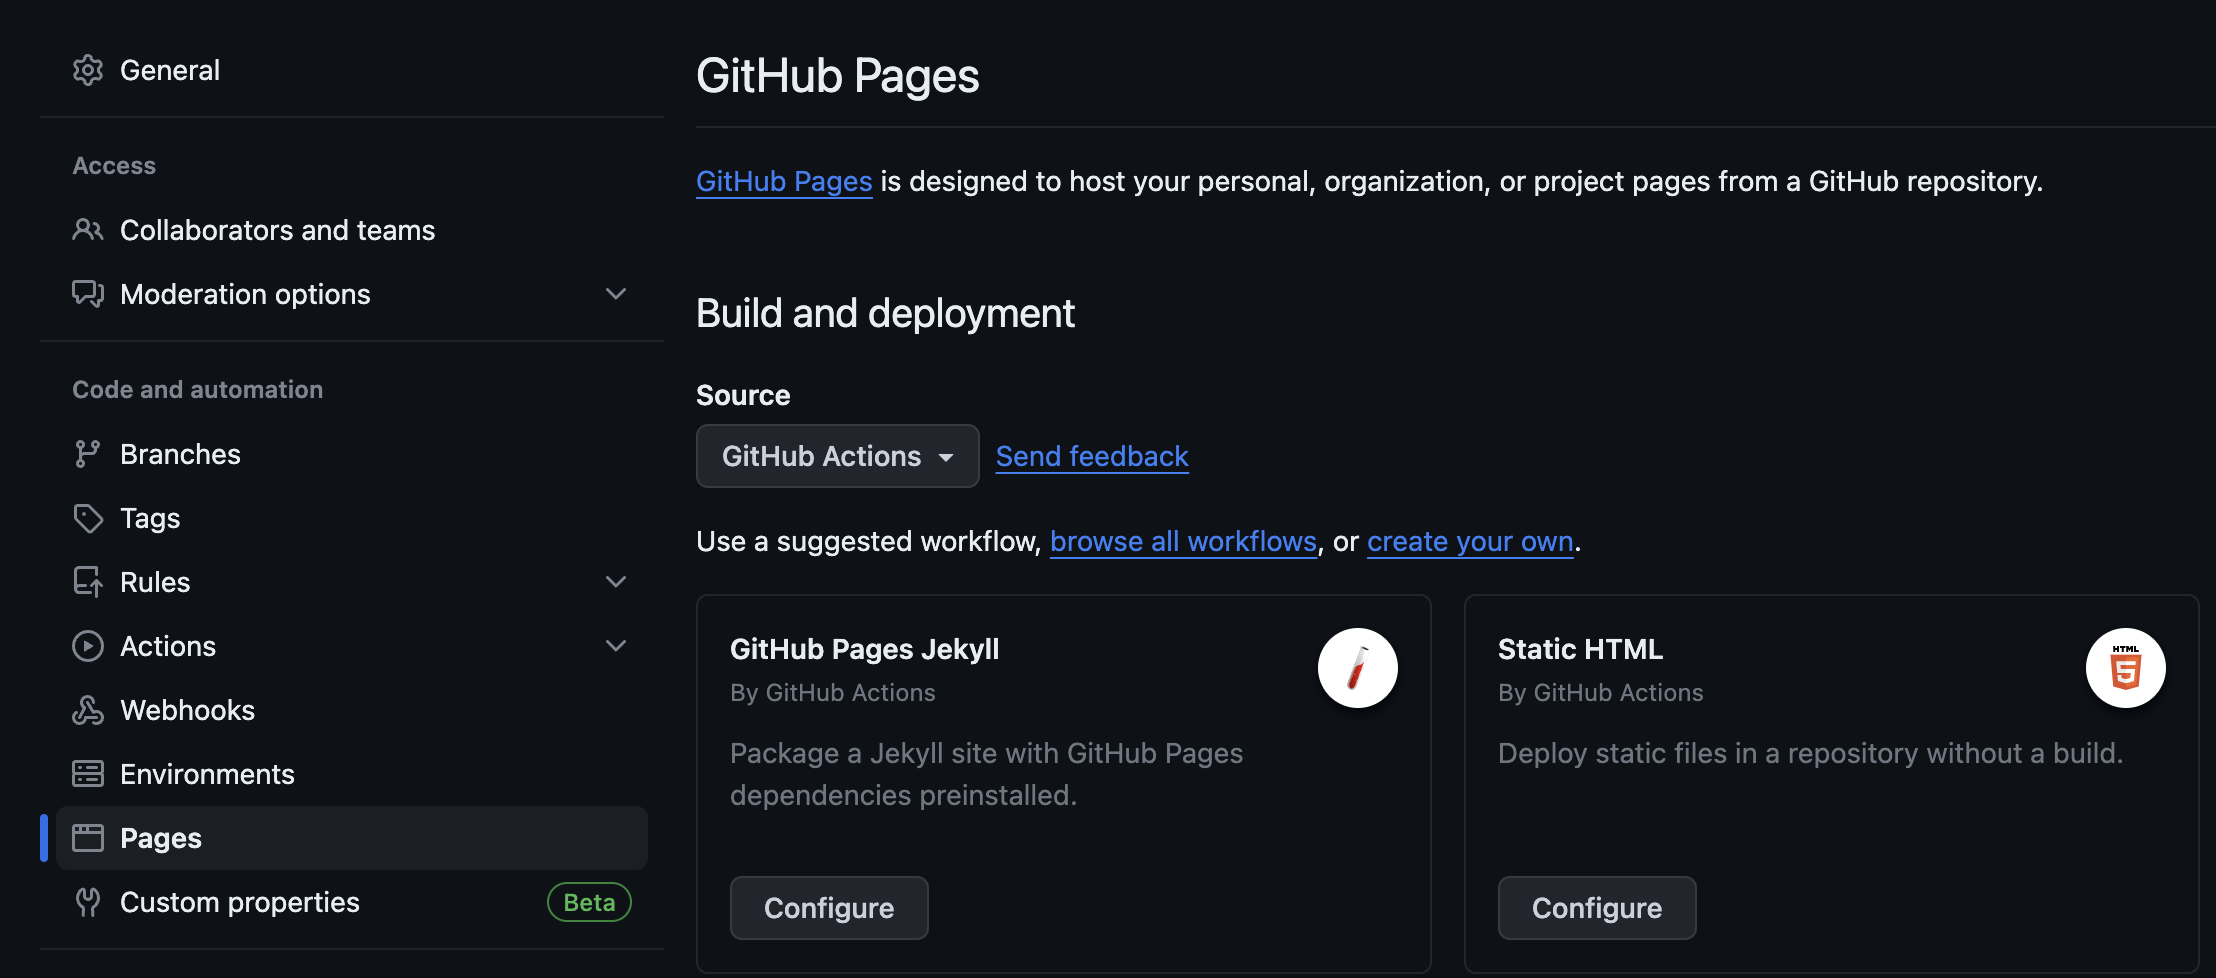 General
Access
Collaborators and teams
Moderation options
Code and automation
Branches
Tags
Rules
Actions
Webhooks
Environments
Pages
Custom properties
Beta
GitHub Pages
GitHub Pages is designed to host your personal, organization, or project pages from a GitHub repository.
Build and deployment
Source
GitHub Actions
Send feedback
Use a suggested workflow, browse all workflows, or create your own.
GitHub Pages Jekyll
By GitHub Actions
Package a Jekyll site with GitHub Pages
dependencies preinstalled.
Configure
Static HTML
HTML
5
By GitHub Actions
Deploy static files in a repository without a build.
Configure